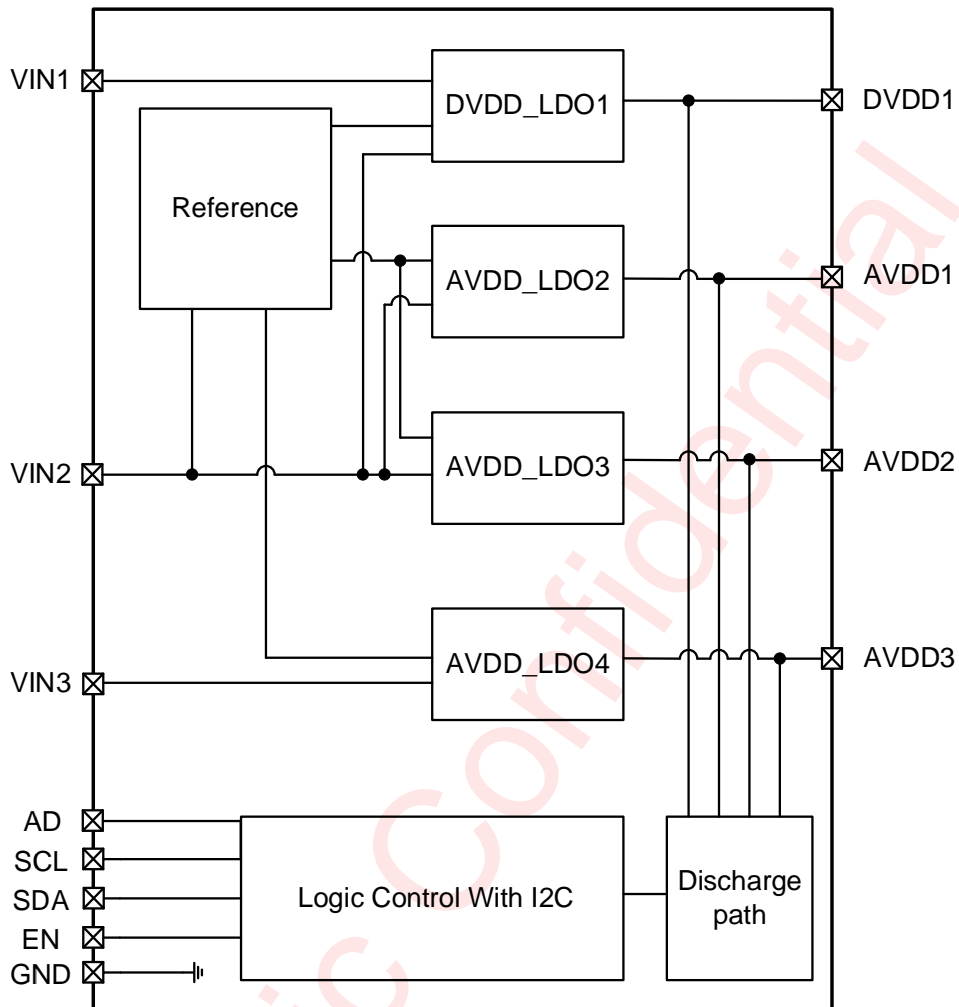 VIN1
DVDD_LDO1
DVDD1
Reference
AVDD_LDO2
AVDD1
VIN2
AVDD_LDO3
AVDD2
VIN3
AVDD_LDO4
AVDD3
AD
SCL
SDA
EN
GND
Logic Control With I2C
Discharge
path
Confidential